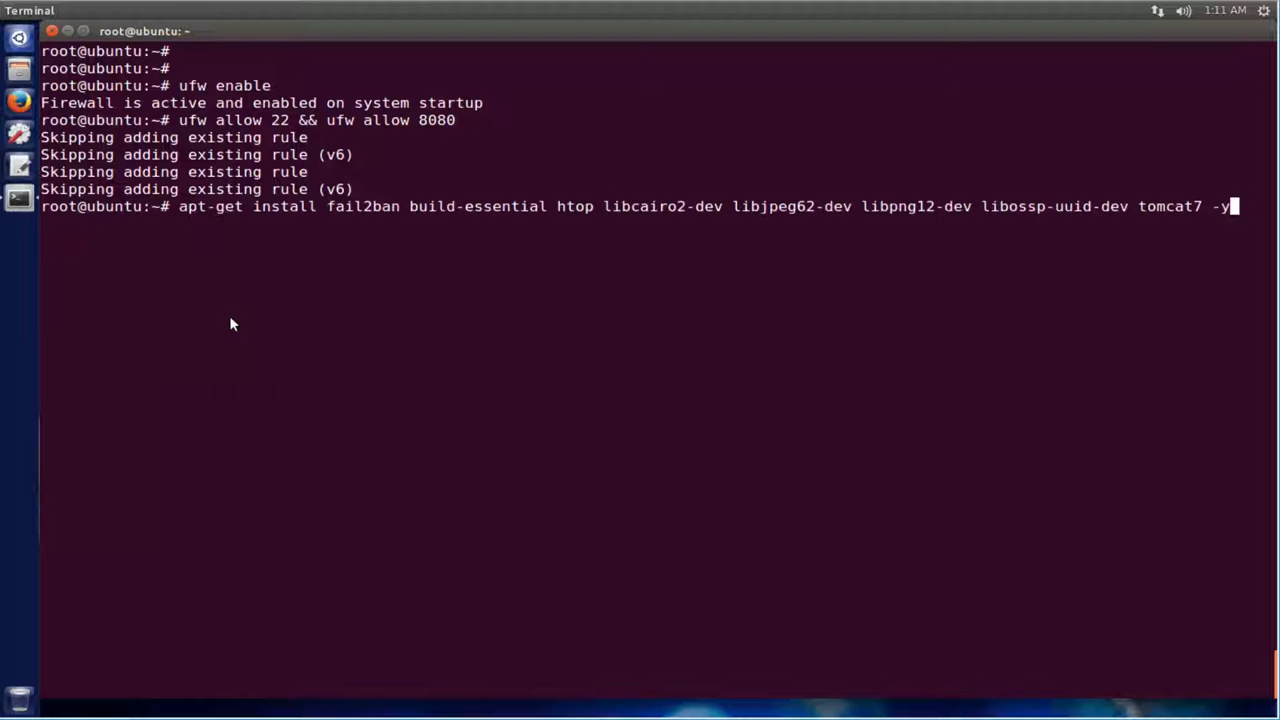 Terminal
1:11 AM
root@ubuntu: ~
root@ubuntu:~#
root@ubuntu:~#
root@ubuntu:~# ufw enable
Firewall is active and enabled on system startup
root@ubuntu:~# ufw allow 22 && ufw allow 8080
Skipping adding existing rule
Skipping adding existing rule (v6)
Skipping adding existing rule
Skipping adding existing rule (v6)
root@ubuntu:~# apt-get install fail2ban build-essential htop libcairo2-dev libjpeg62-dev libpng12-dev libossp-uuid-dev tomcat7 -y